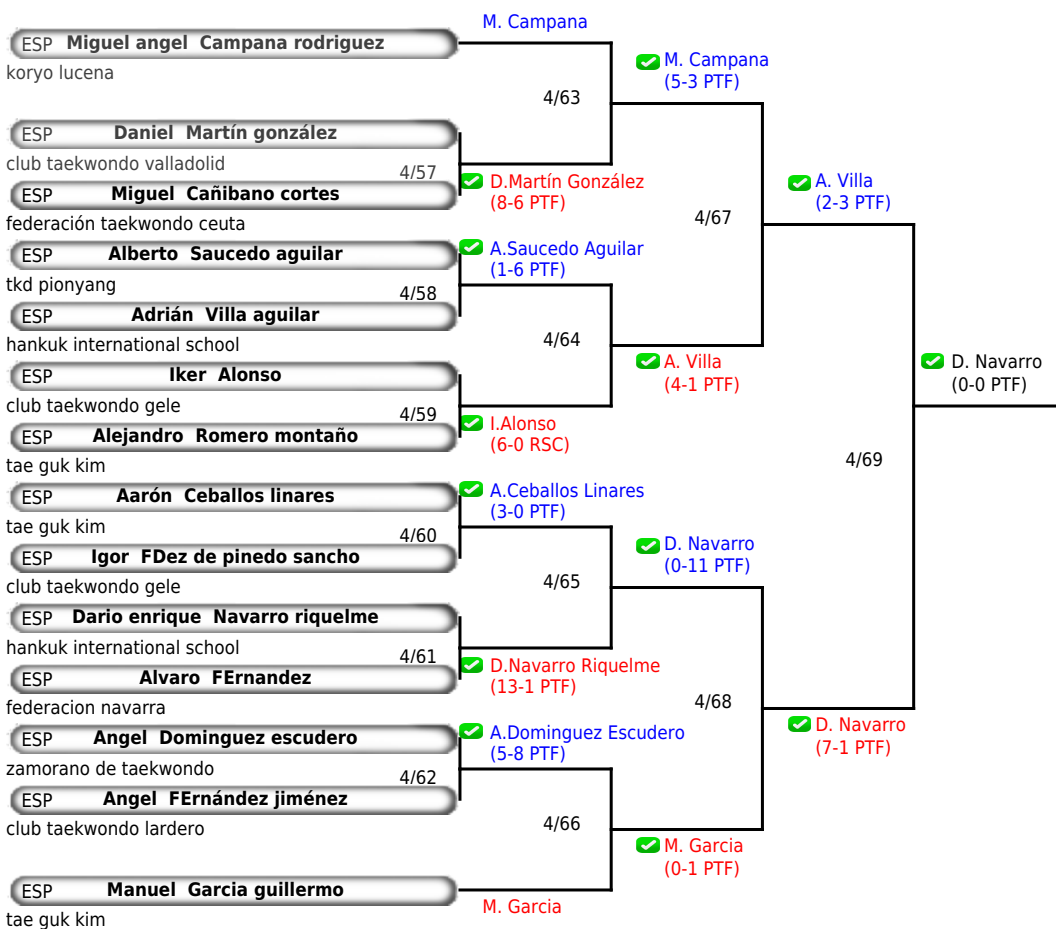 M. Campana
ESP Miguel angel Campana rodriguez
koryo lucena
M. Campana
(5-3 PTF)
4/63
ESP Daniel Martín gonzález
club taekwondo valladolid
4/57
D.Martín González
(8-6 PTF)
A. Villa
(2-3 PTF)
ESP Miguel Cañibano cortes
federación taekwondo ceuta
4/67
ESP Alberto Saucedo aguilar
A.Saucedo Aguilar
(1-6 PTF)
tkd pionyang
4/58
ESP Adrián Villa aguilar
hankuk international school
4/64
A. Villa
(4-1 PTF)
D. Navarro
(0-0 PTF)
ESP Iker Alonso
club taekwondo gele
4/59
I.Alonso
(6-0 RSC)
ESP Alejandro Romero montaño
tae guk kim
4/69
ESP Aarón Ceballos linares
A.Ceballos Linares
(3-0 PTF)
tae guk kim
4/60
D. Navarro
(0-11 PTF)
ESP Igor FDez de pinedo sancho
club taekwondo gele
4/65
ESP Dario enrique Navarro riquelme
hankuk international school
4/61
D.Navarro Riquelme
(13-1 PTF)
ESP Alvaro FErnandez
federacion navarra
4/68
D. Navarro
(7-1 PTF)
ESP Angel Dominguez escudero
A.Dominguez Escudero
(5-8 PTF)
zamorano de taekwondo
4/62
ESP Angel FErnández jiménez
club taekwondo lardero
4/66
M. Garcia
(0-1 PTF)
ESP Manuel Garcia guillermo
M. Garcia
tae guk kim